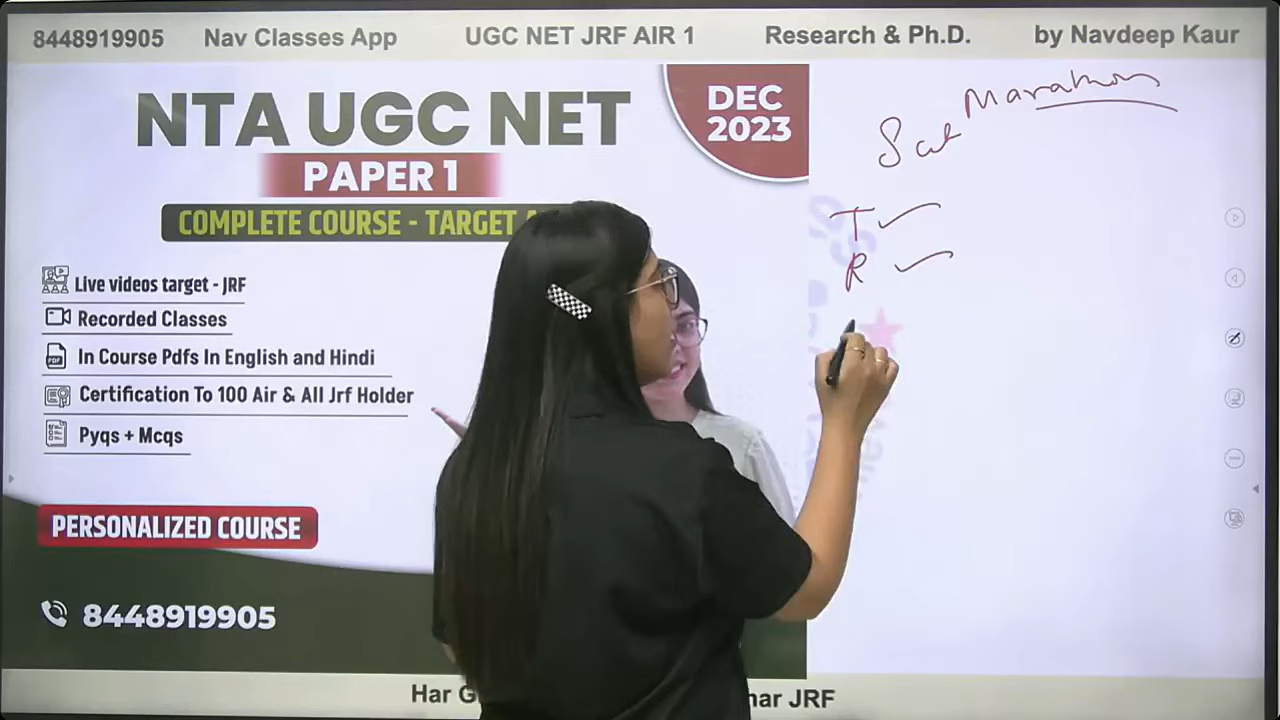 8448919905 Nav Classes App UGC NET JRF AIR 1 Research & Ph.D. by Navdeep Kaur
NTA UGC NET
DEC
2023
PAPER 1
COMPLETE COURSE - TARGET
Live videos target - JRF
Recorded Classes
In Course Pdfs In English and Hindi
Certification To 100 Air & All Jrf Holder
Pyqs + Mcqs
PERSONALIZED COURSE
8448919905
Marathon
Sat
T
R
Har JRF